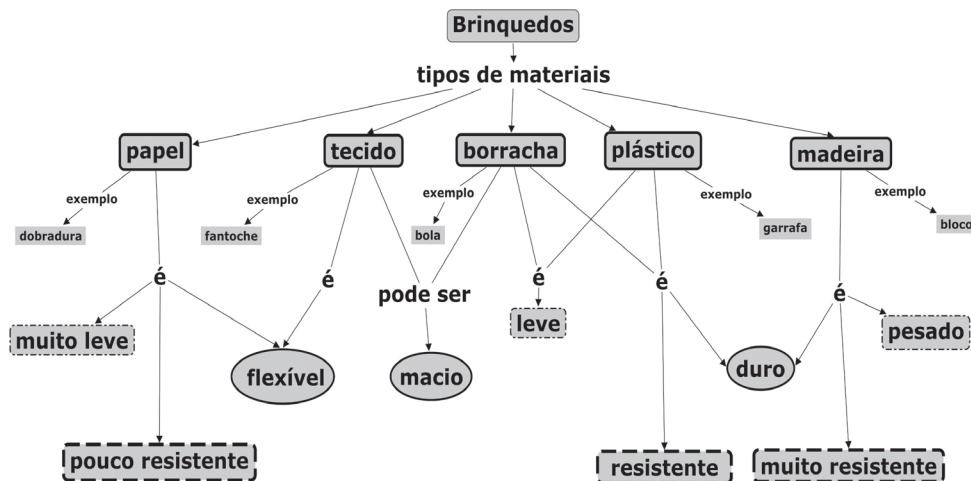 Brinquedos
tipos de materiais
papel
tecido
borracha
plástico
madeira
exemplo
exemplo
exemplo
exemplo
exemplo
dobradura
fantoche
bola
garrafa
bloco
é
é
pode ser
é
é
é
muito leve
flexível
macio
leve
duro
pesado
pouco resistente
resistente
muito resistente